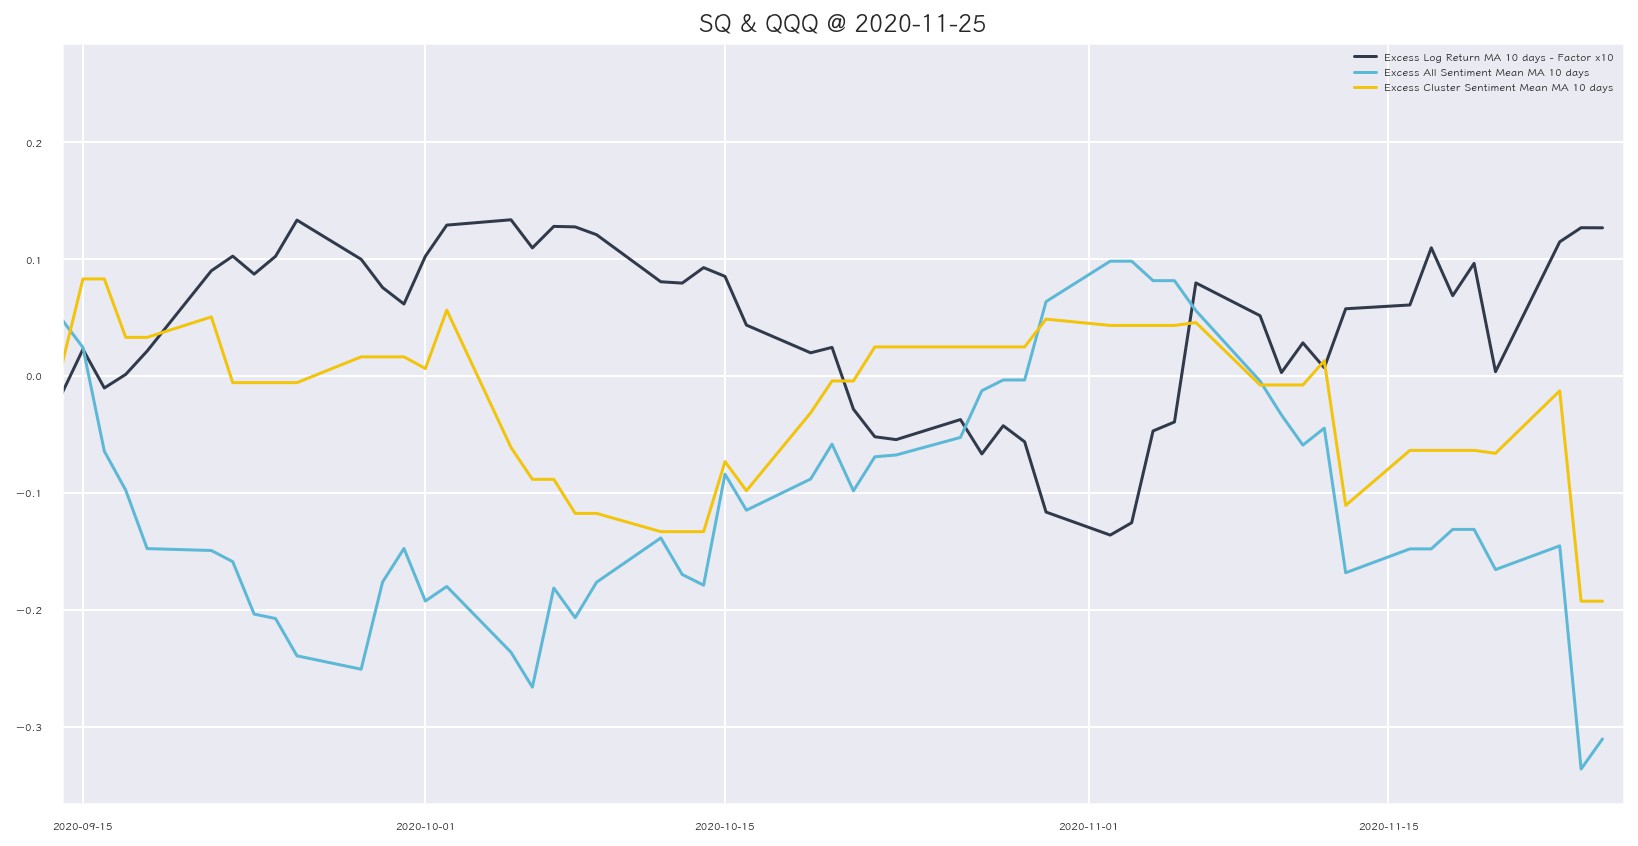 SQ & QQQ @ 2020-11-25
Excess Log Return MA 10 days - Factor x10
Excess All Sentiment Mean MA 10 days
Excess Cluster Sentiment Mean MA 10 days
0.2
0.1
0.0
−0.1
−0.2
−0.3
2020-09-15
2020-10-01
2020-10-15
2020-11-01
2020-11-15